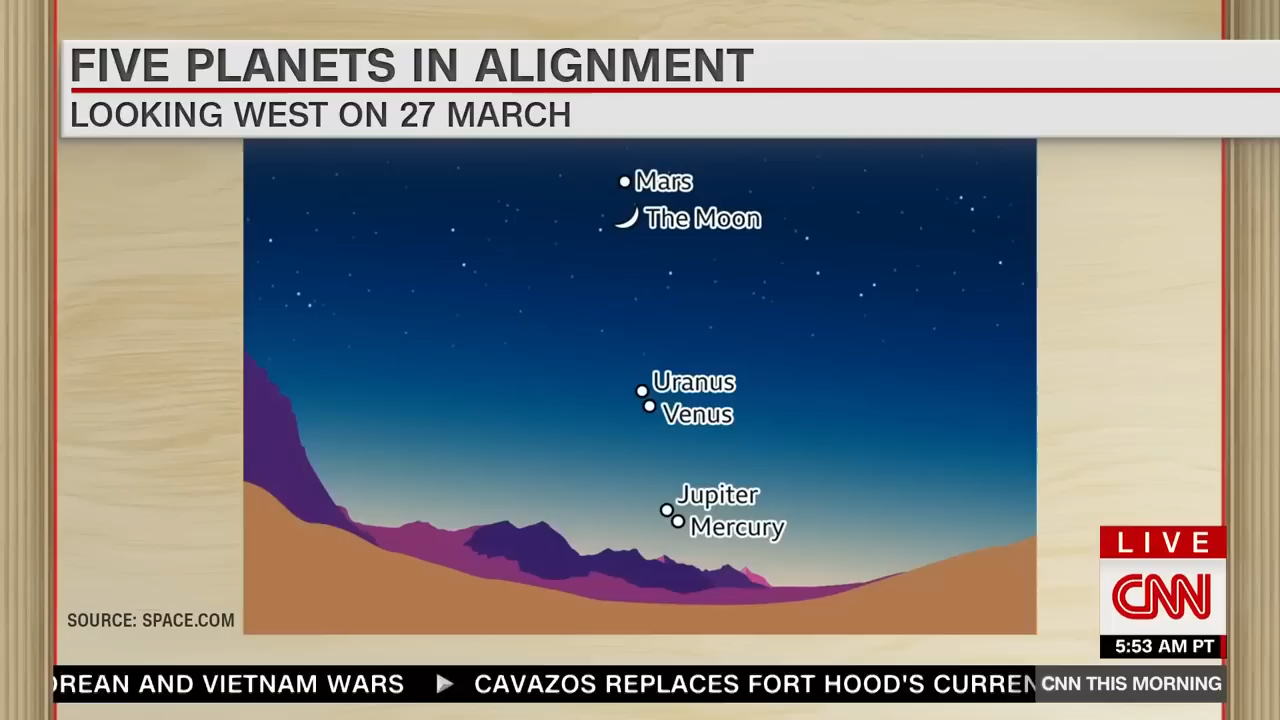 FIVE PLANETS IN ALIGNMENT
LOOKING WEST ON 27 MARCH
Mars
The Moon
Uranus
Venus
Jupiter
Mercury
SOURCE: SPACE.COM
LIVE
CNN
5:53 AM PT
OREAN AND VIETNAM WARS ▶ CAVAZOS REPLACES FORT HOOD'S CURREN
CNN THIS MORNING